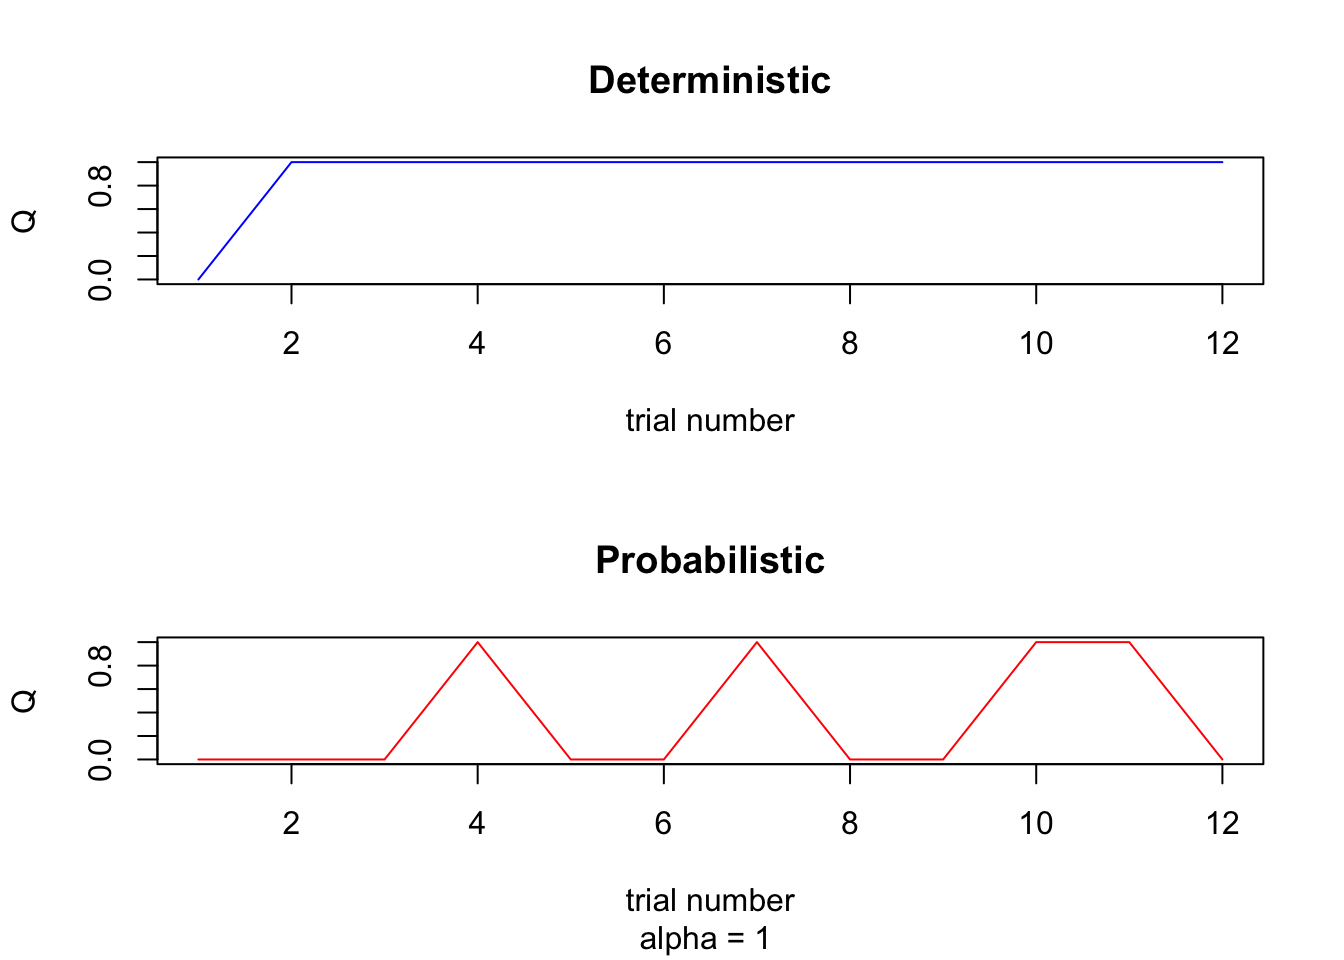 Deterministic
Q
0.8
0.0
2 4 6 8 10 12
trial number
Probabilistic
Q
0.8
0.0
2 4 6 8 10 12
trial number
alpha = 1